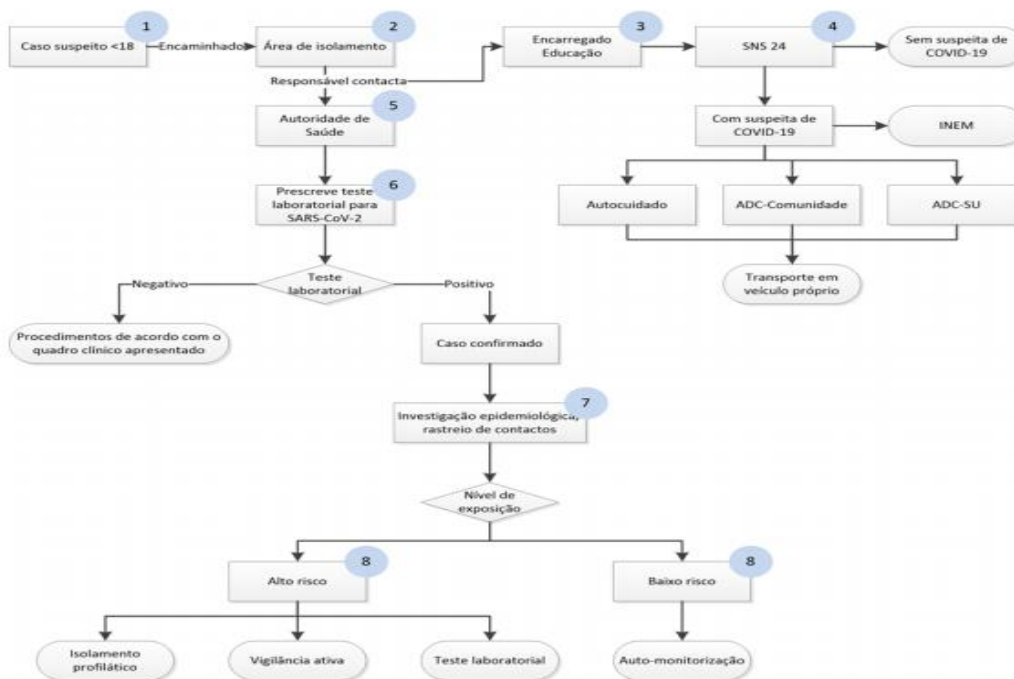 1
Caso suspeito <18
Encaminhado
2
Área de isolamento
Responsável contacta
3
Encarregado
Educação
4
SNS 24
Sem suspeita de
COVID-19
5
Autoridade de
Saúde
Com suspeita de
COVID-19
INEM
6
Prescreve teste
laboratorial para
SARS-CoV-2
Autocuidado
ADC-Comunidade
ADC-SU
Transporte em
veículo próprio
Teste
laboratorial
Negativo
Positivo
Procedimentos de acordo com o
quadro clínico apresentado
Caso confirmado
7
Investigação epidemiológica,
rastreio de contactos
Nível de
exposição
8
Alto risco
8
Baixo risco
Isolamento
profilático
Vigilância ativa
Teste laboratorial
Auto-monitorização